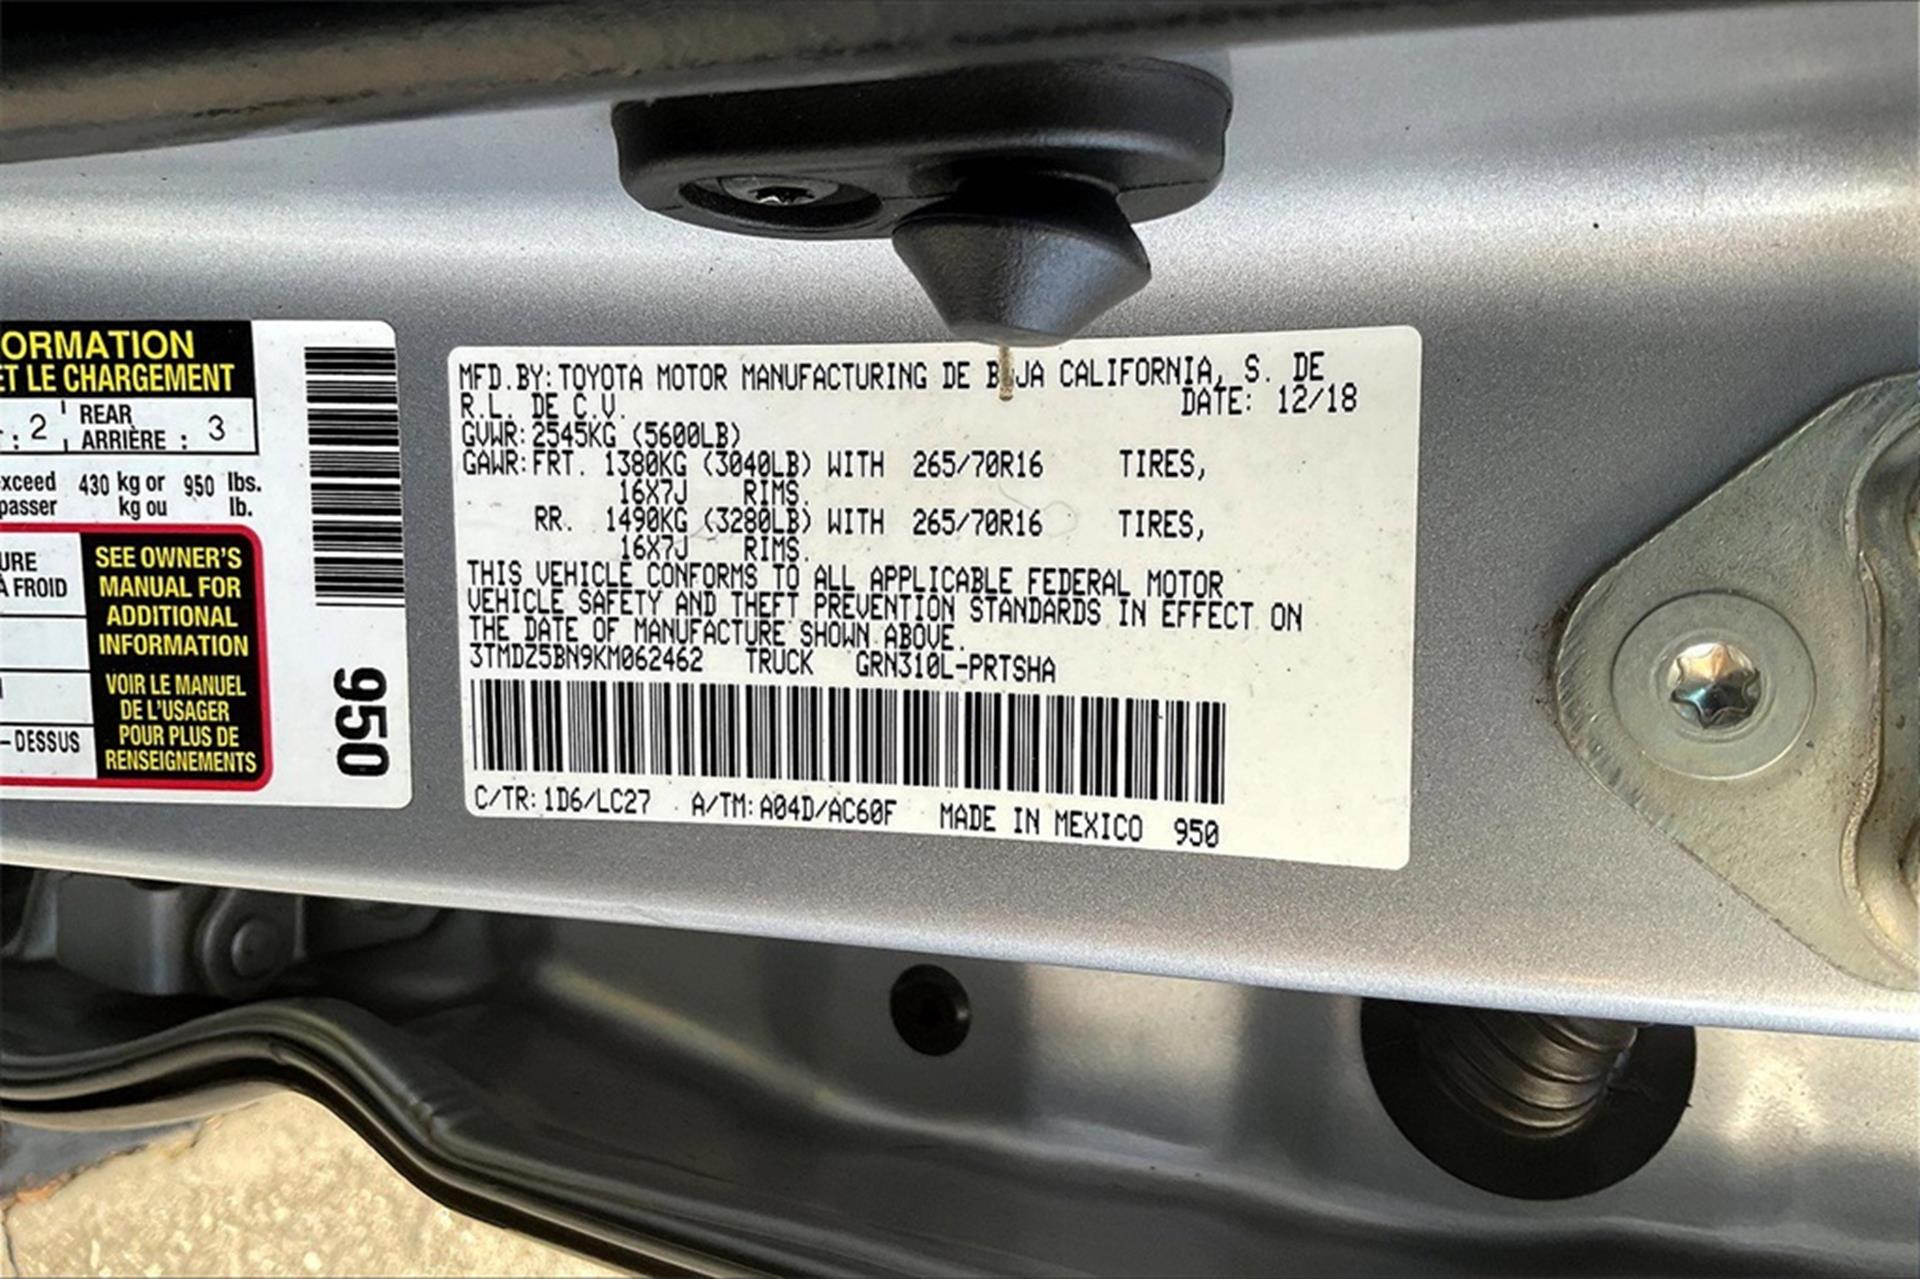 ORMATION
ET LE CHARGEMENT
: 2 REAR
ARRIÈRE : 3
430 kg or 950 lbs.
passer kg ou lb.
URE
À FROID
SEE OWNER'S
MANUAL FOR
ADDITIONAL
INFORMATION
VOIR LE MANUEL
DE L'USAGER
POUR PLUS DE
RENSEIGNEMENTS
-DESSUS
950
MFD.BY:TOYOTA MOTOR MANUFACTURING DE CALIFORNIA, S. DE
R.L. DE C.V. DATE: 12/18
GVWR:2545KG (5600LB)
GAWR:FRT. 1380KG (3040LB) WITH 265/70R16 TIRES,
16X7J RIMS.
RR. 1490KG (3280LB) WITH 265/70R16 TIRES,
16X7J RIMS.
THIS VEHICLE CONFORMS TO ALL APPLICABLE FEDERAL MOTOR
VEHICLE SAFETY AND THEFT PREVENTION STANDARDS IN EFFECT ON
THE DATE OF MANUFACTURE SHOWN ABOVE.
3TMDZ5BN9KM062462 TRUCK GRN310L-PRTSHA
C/TR:1D6/LC27 A/TM:A04D/AC60F MADE IN MEXICO 950